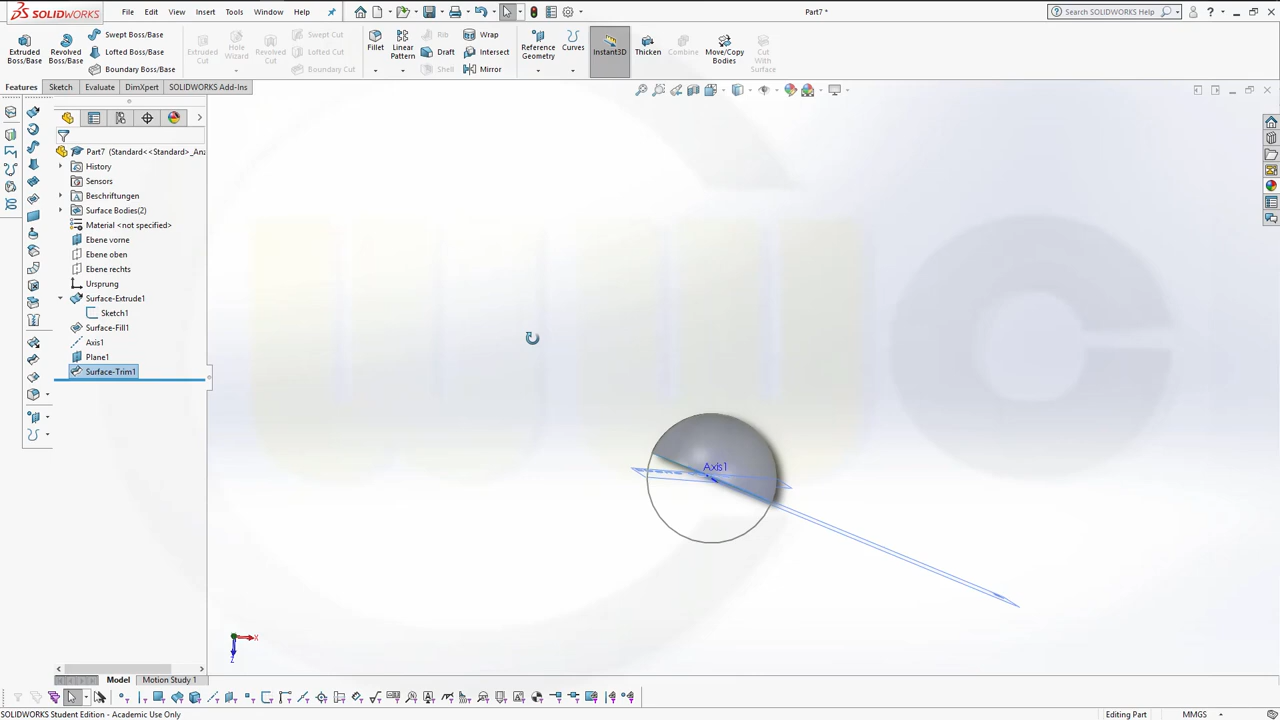 SOLIDWORKS
File Edit View Insert Tools Window Help
Part7 *
Search SOLIDWORKS Help
Extruded Boss/Base
Revolved Boss/Base
Swept Boss/Base
Lofted Boss/Base
Boundary Boss/Base
Extruded Cut
Hole Wizard
Revolved Cut
Swept Cut
Lofted Cut
Boundary Cut
Fillet
Linear Pattern
Rib
Draft
Shell
Wrap
Intersect
Mirror
Reference Geometry
Curves
Instant3D
Thicken
Combine
Move/Copy Bodies
Cut With Surface
Features Sketch Evaluate DimXpert SOLIDWORKS Add-Ins
Part7 (Standard<<Standard>_Anz
History
Sensors
Beschriftungen
Surface Bodies(2)
Material <not specified>
Ebene vorne
Ebene oben
Ebene rechts
Ursprung
Surface-Extrude1
Sketch1
Surface-Fill1
Axis1
Plane1
Surface-Trim1
Axis1
X
Z
Model Motion Study 1
SOLIDWORKS Student Edition - Academic Use Only
Editing Part
MMGS